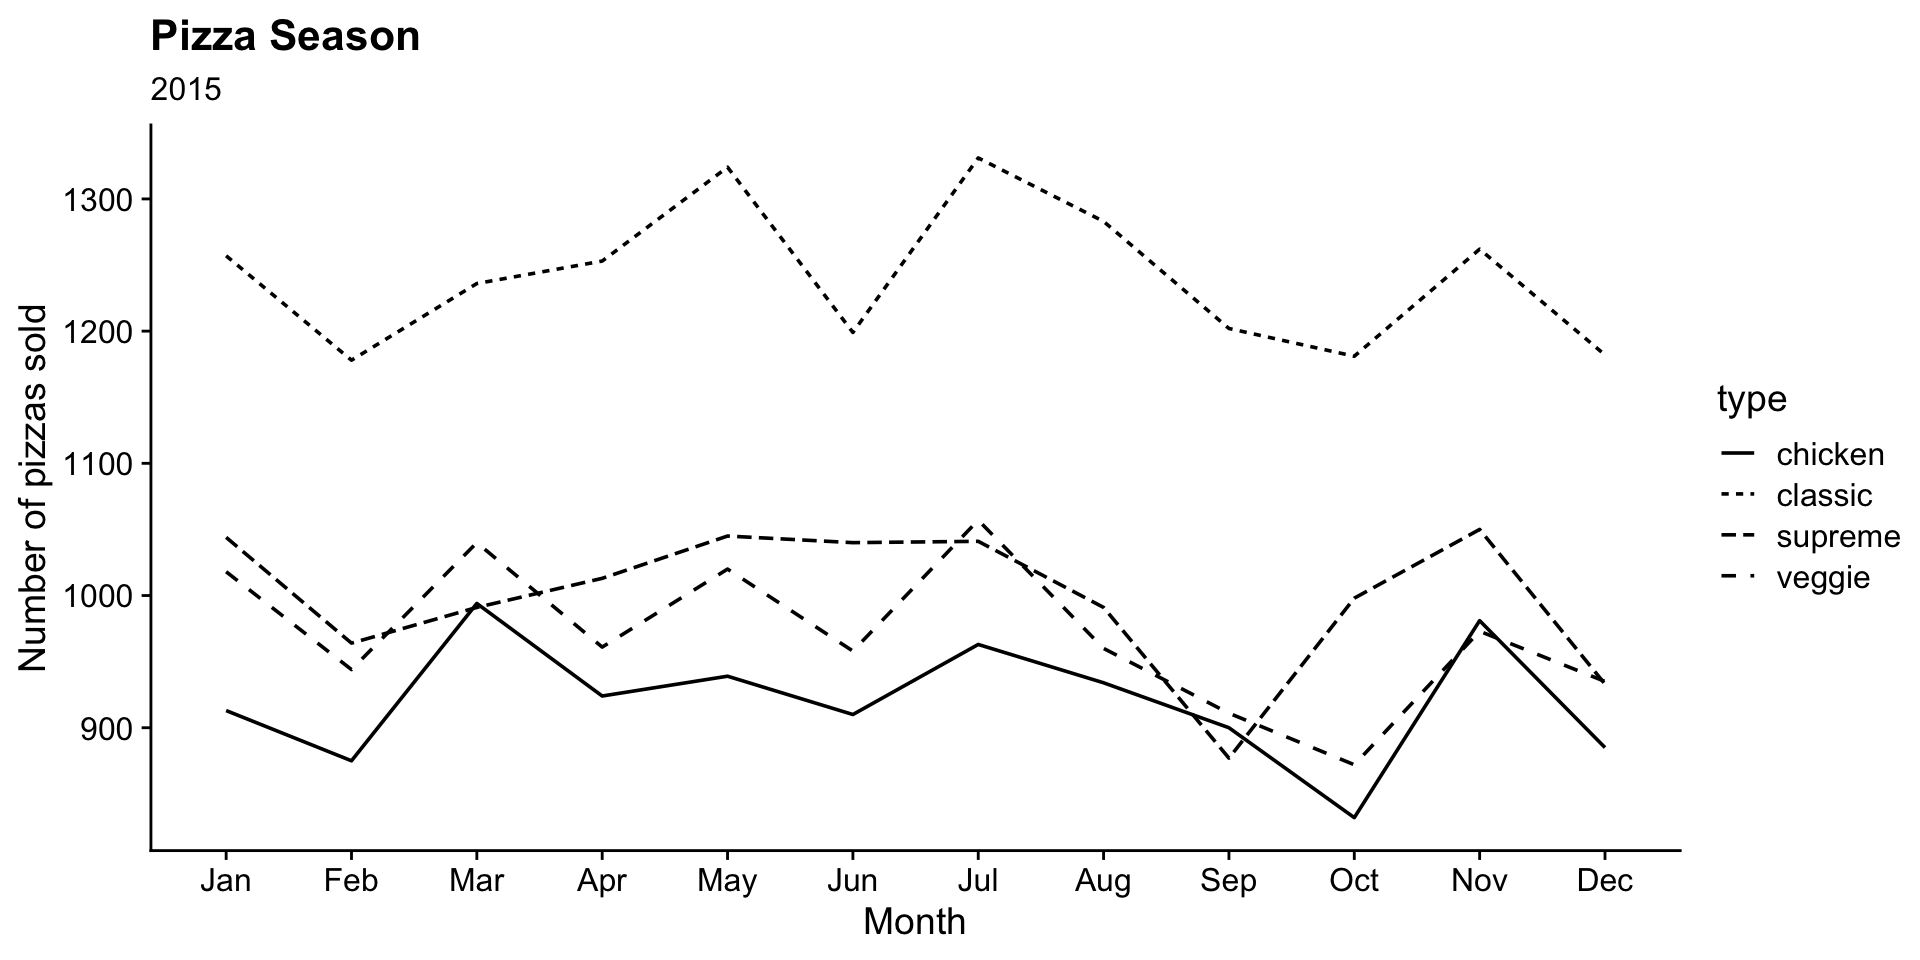 Pizza Season
2015
Number of pizzas sold
1300
1200
1100
1000
900
Jan Feb Mar Apr May Jun Jul Aug Sep Oct Nov Dec
Month
type
chicken
classic
supreme
veggie